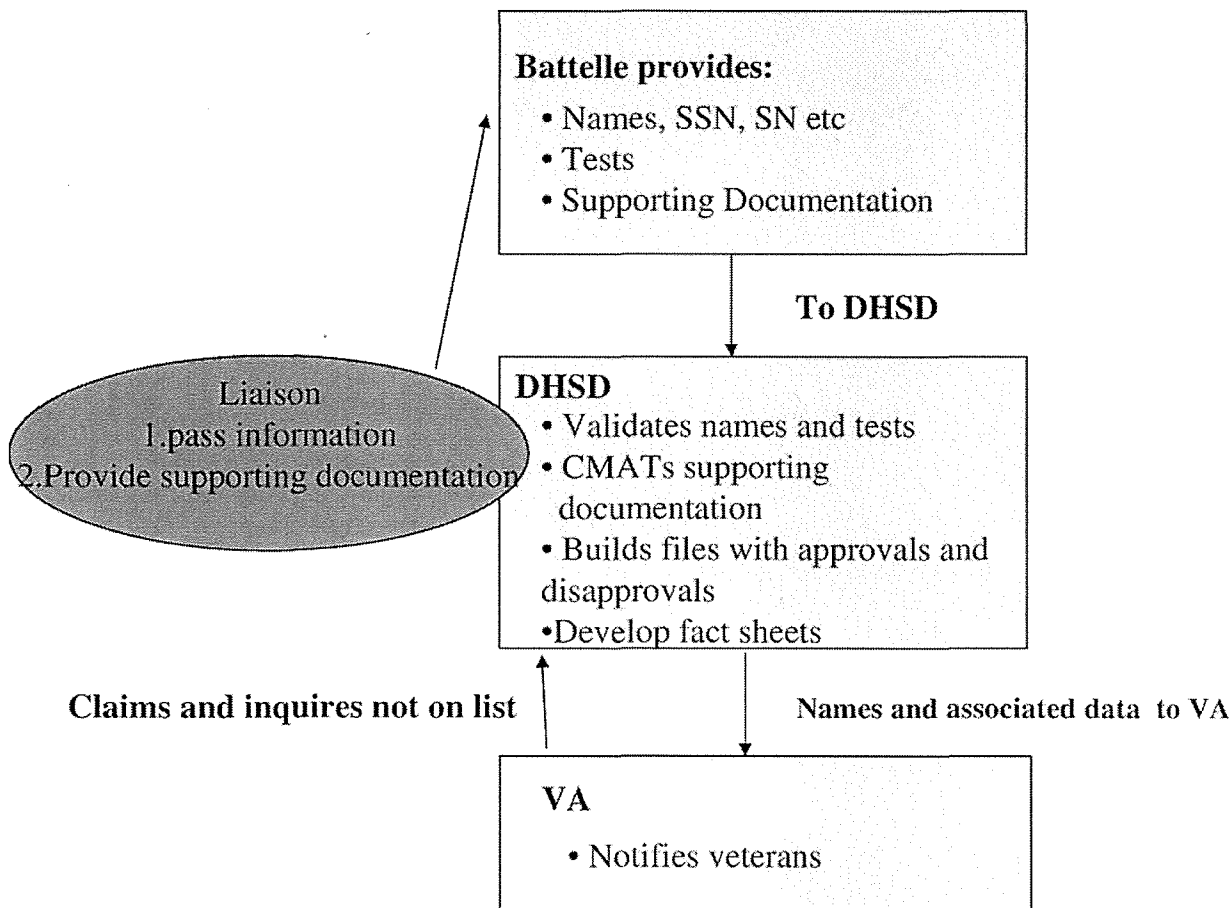 Battelle provides:
• Names, SSN, SN etc
• Tests
• Supporting Documentation
To DHSD
Liaison
1.pass information
2.Provide supporting documentation
DHSD
• Validates names and tests
• CMATs supporting
documentation
• Builds files with approvals and
disapprovals
•Develop fact sheets
Claims and inquires not on list
Names and associated data to VA
VA
• Notifies veterans